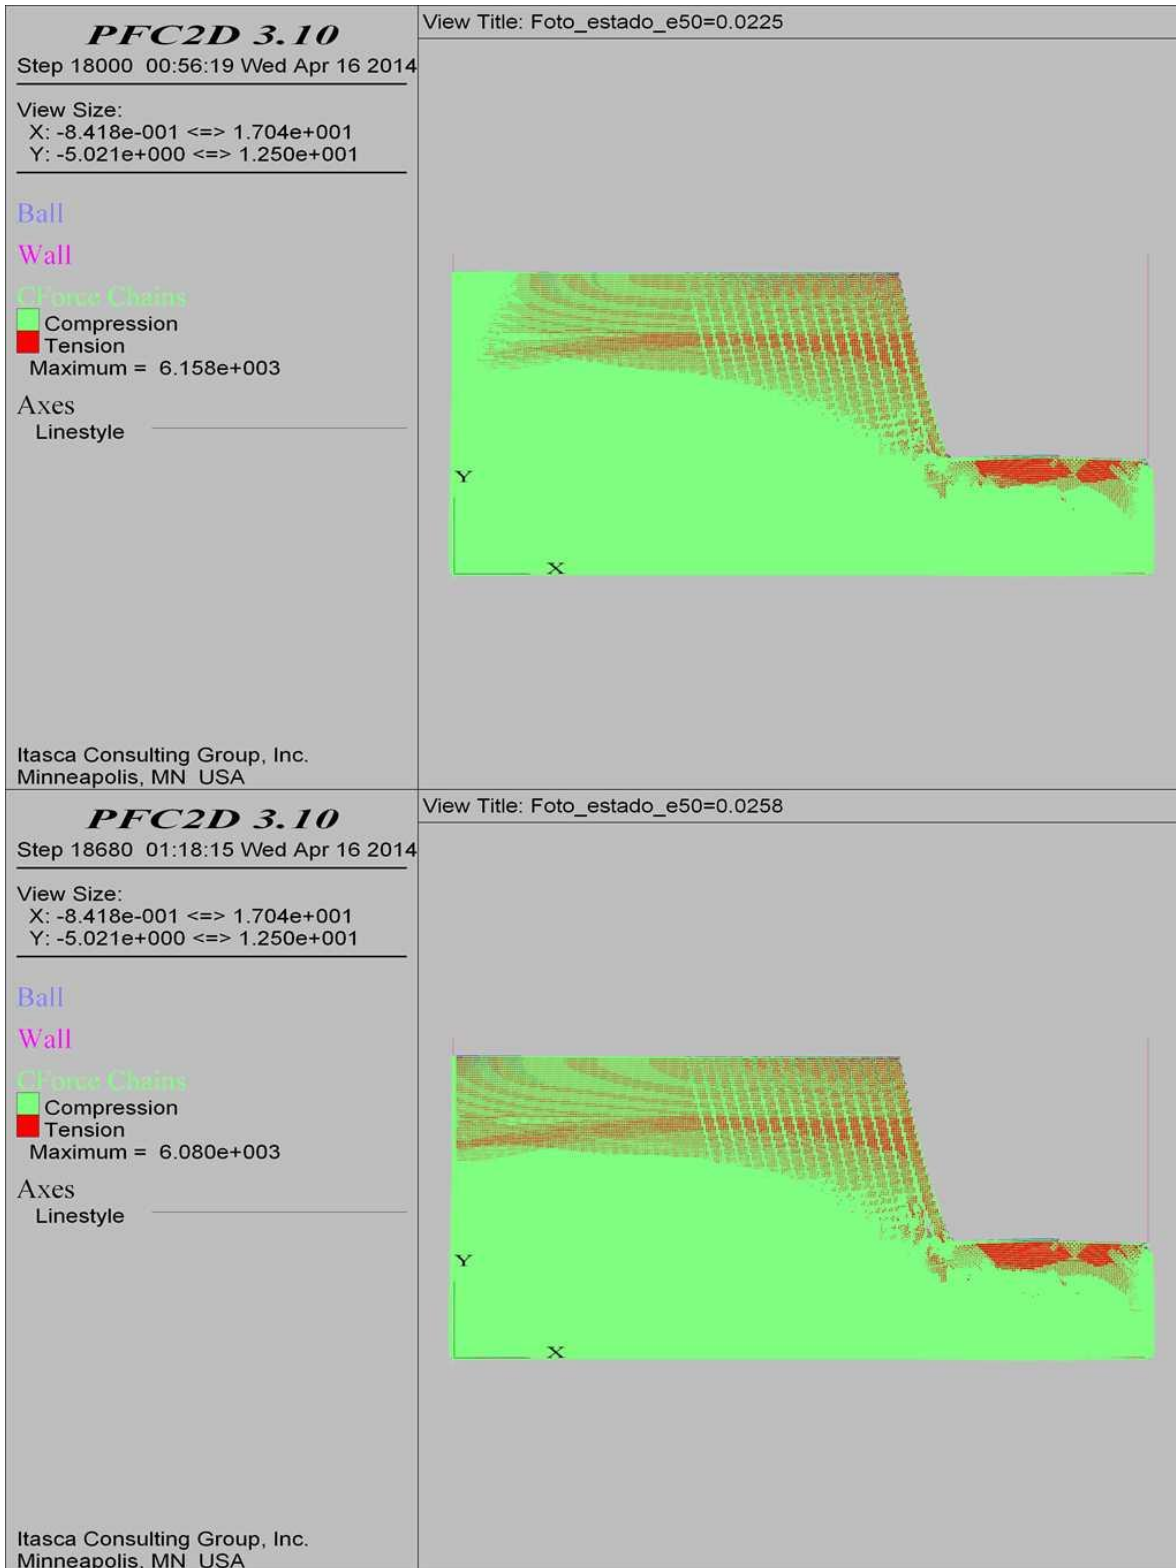 PFC2D 3.10
Step 18000 00:56:19 Wed Apr 16 2014
View Size:
X: -8.418e-001 <=> 1.704e+001
Y: -5.021e+000 <=> 1.250e+001
Ball
Wall
CForce Chains
Compression
Tension
Maximum = 6.158e+003
Axes
Linestyle
Itasca Consulting Group, Inc.
Minneapolis, MN USA
View Title: Foto_estado_e50=0.0225
Y
X
PFC2D 3.10
Step 18680 01:18:15 Wed Apr 16 2014
View Size:
X: -8.418e-001 <=> 1.704e+001
Y: -5.021e+000 <=> 1.250e+001
Ball
Wall
CForce Chains
Compression
Tension
Maximum = 6.080e+003
Axes
Linestyle
Itasca Consulting Group, Inc.
Minneapolis, MN USA
View Title: Foto_estado_e50=0.0258
Y
X